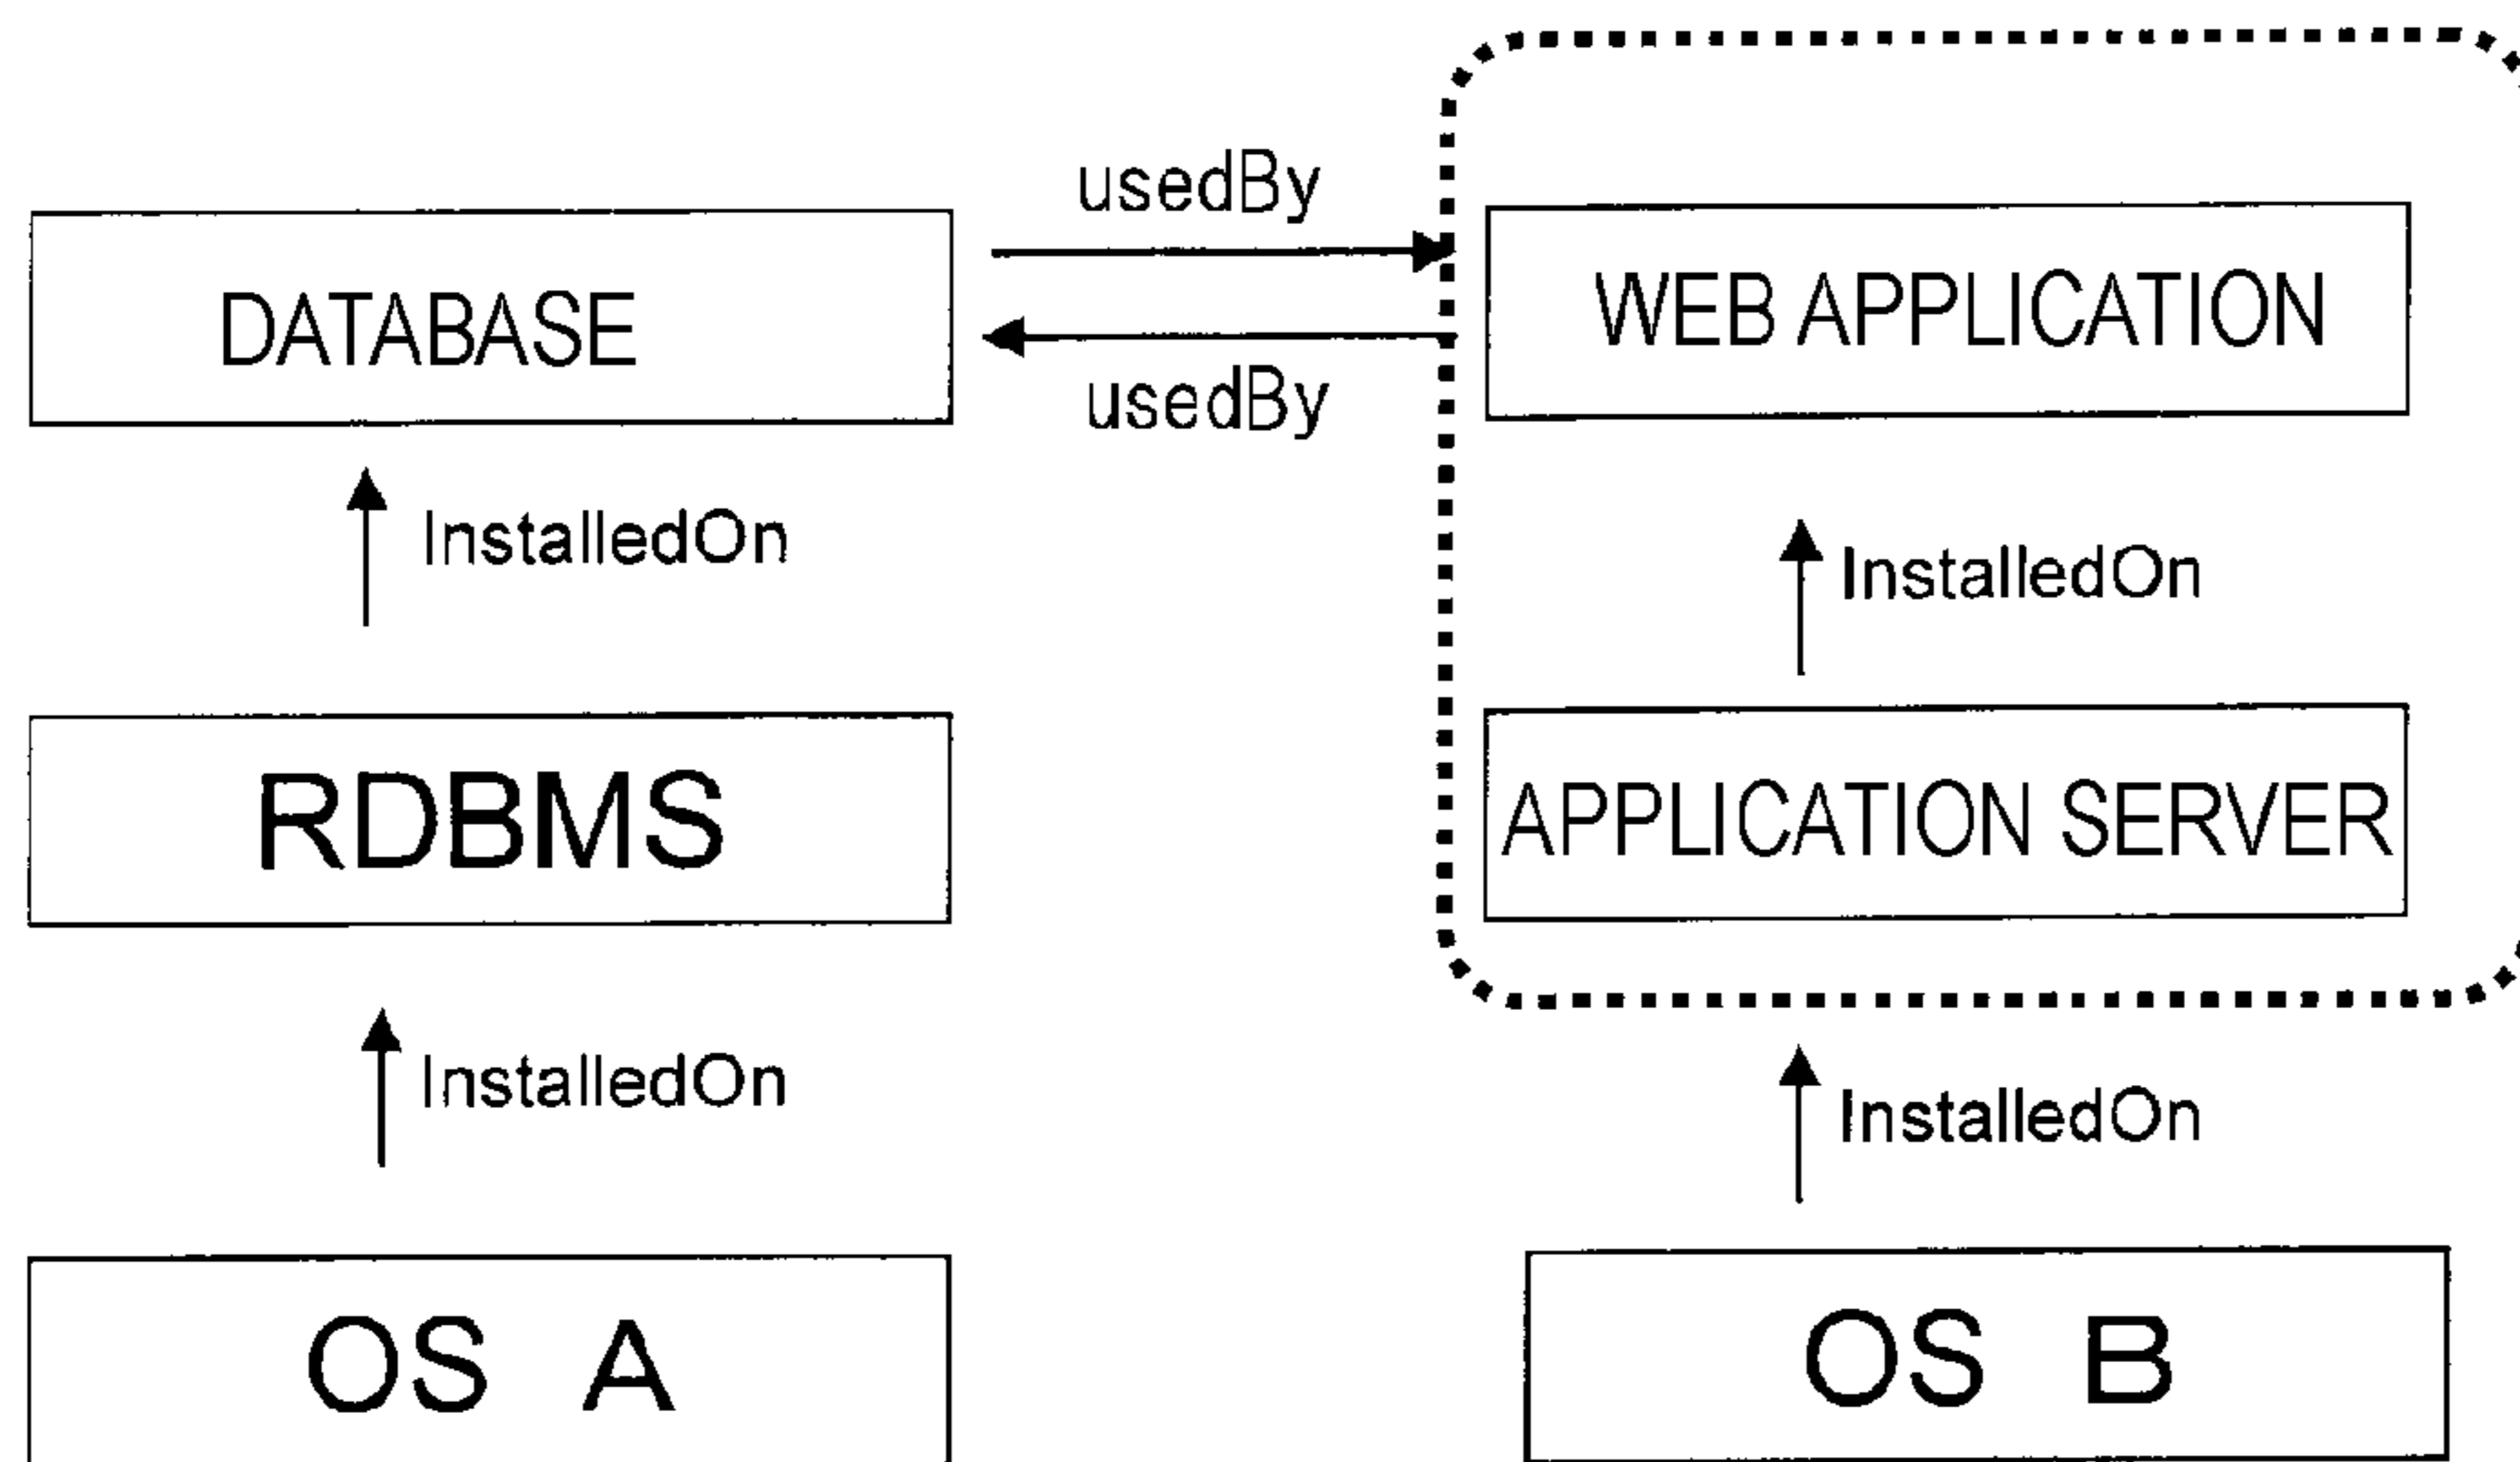 usedBy
DATABASE
WEB APPLICATION
usedBy
InstalledOn
InstalledOn
RDBMS
APPLICATION SERVER
InstalledOn
InstalledOn
OS A
OS B